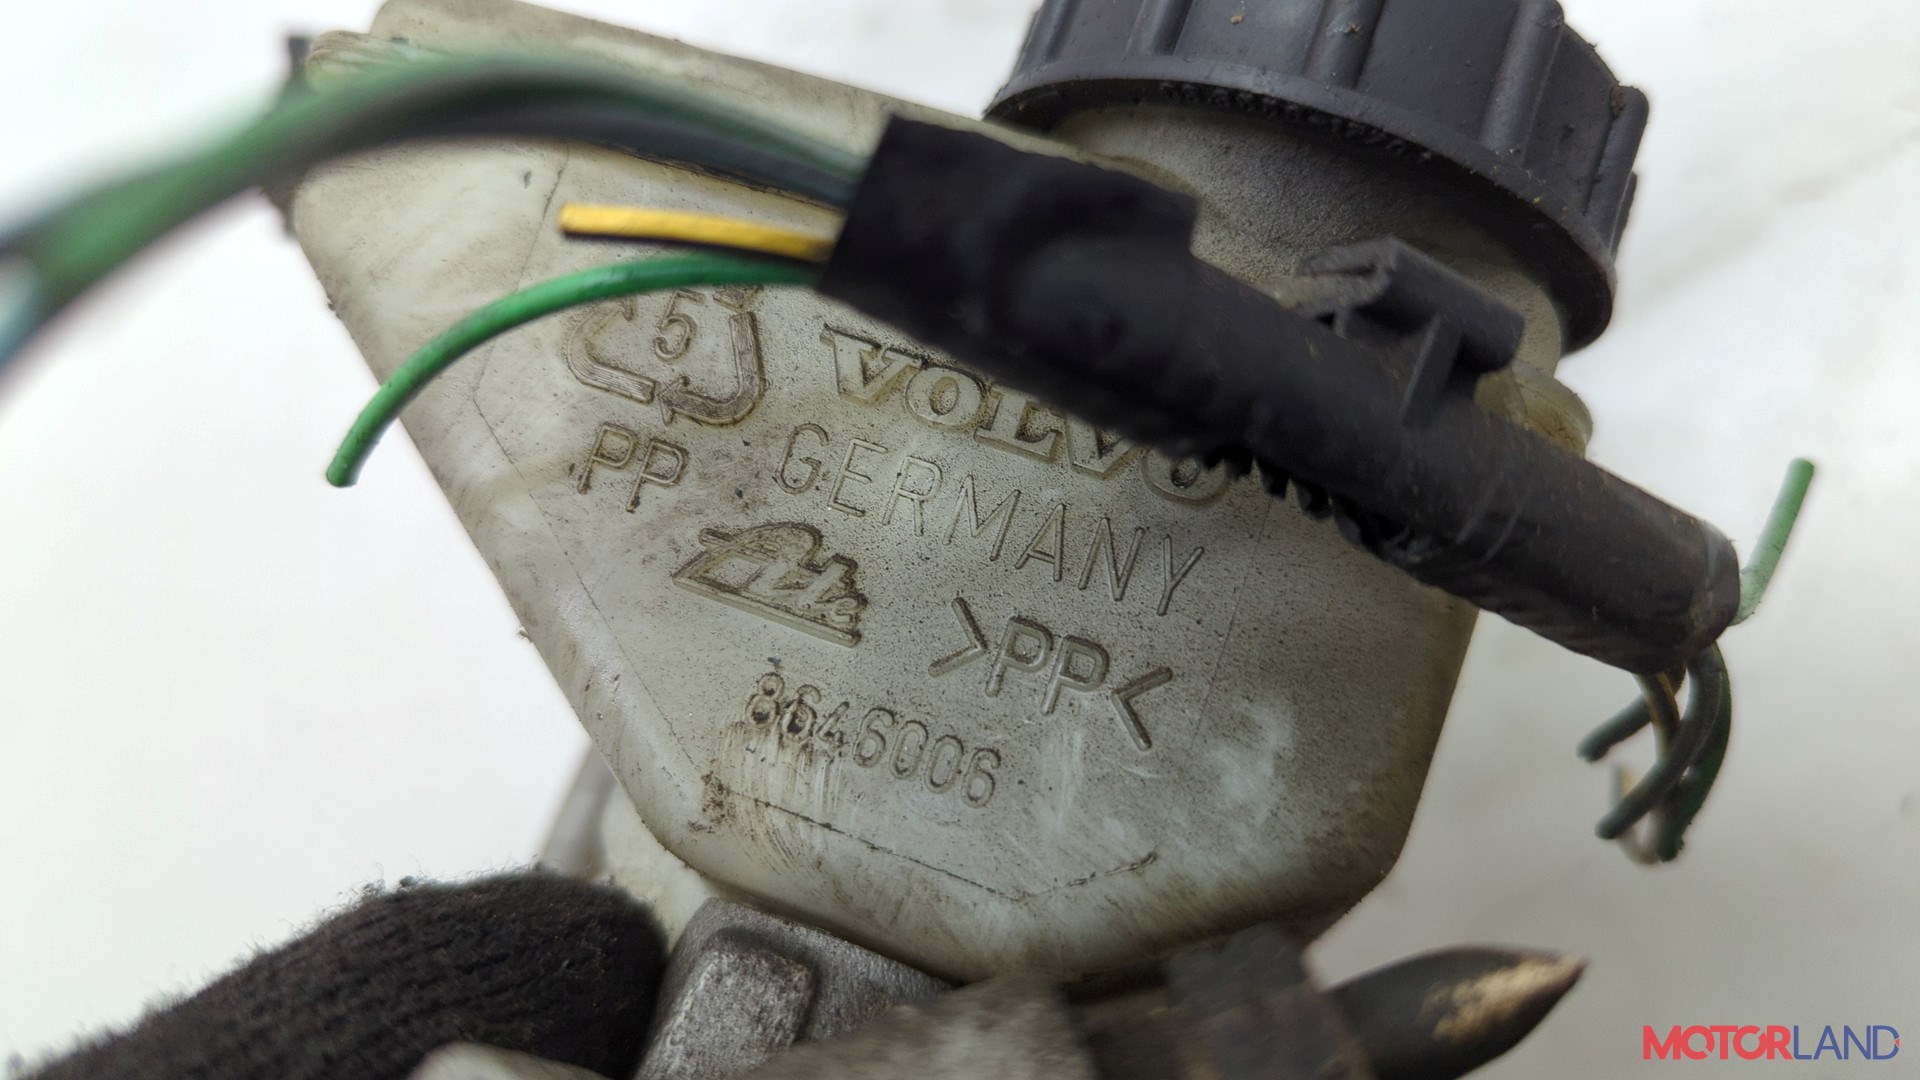 5
PP
VOLVO
GERMANY
Ate
>PP<
8646006
MOTORLAND